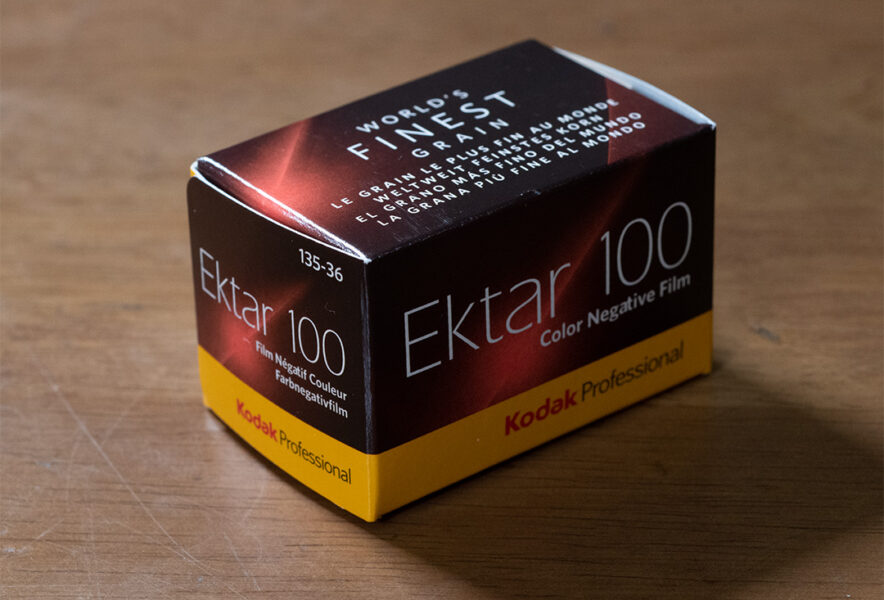 WORLD'S
FINEST
GRAIN
LE GRAIN LE PLUS FIN AU MONDE
WELTWEIT FEINSTES KORN
EL GRANO MÁS FINO DEL MUNDO
LA GRANA PIÙ FINE AL MONDO
135-36
Ektar 100
Film Négatif Couleur
Farbnegativfilm
Kodak Professional
Ektar 100
Color Negative Film
Kodak Professional